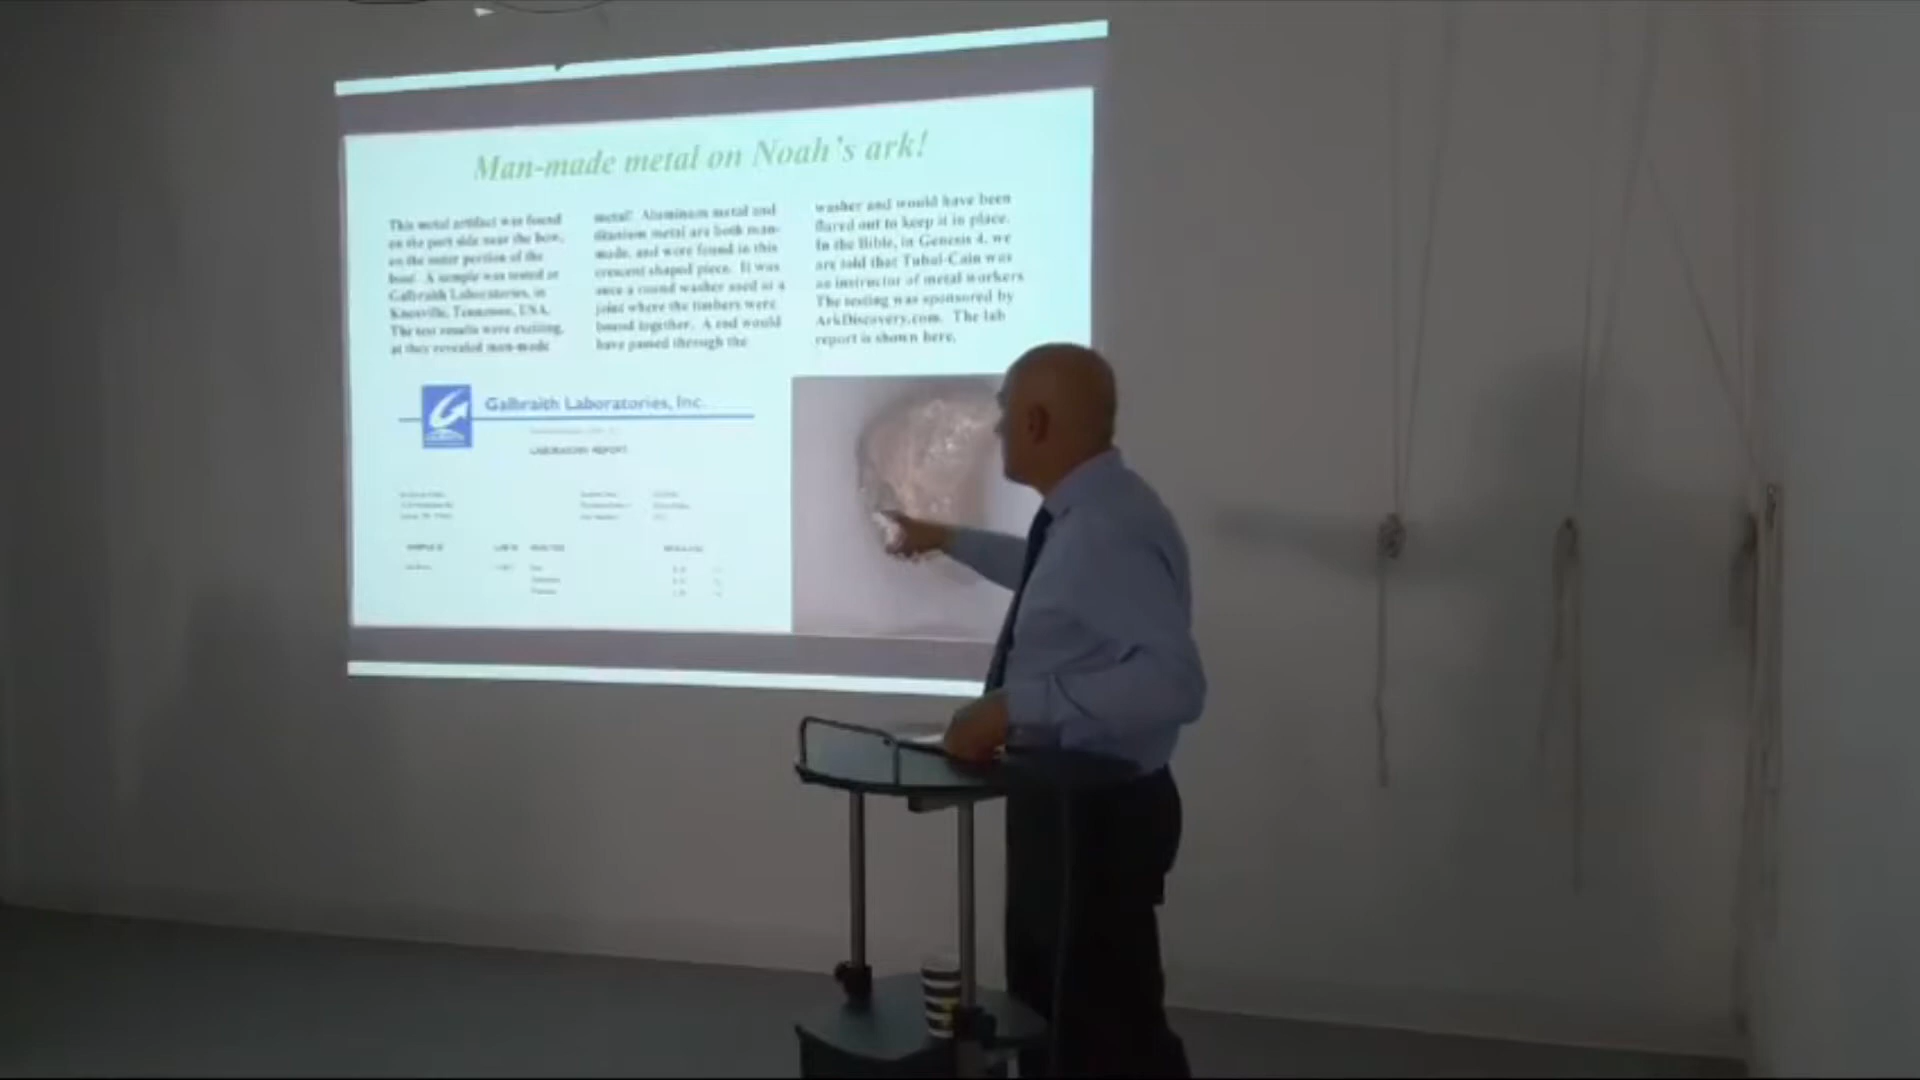 Man-made metal on Noah's ark!
This metal artifact was found
on the port side near the bow,
on the outer portion of the
boat. A sample was tested at
Galbraith Laboratories, in
Knoxville, Tennessee, USA.
The test results were exciting,
as they revealed man-made
metal! Aluminum metal and
titanium metal are both man-
made, and were found in this
crescent shaped piece. It was
once a round washer used at a
joint where the timbers were
bound together. A rod would
have passed through the
washer and would have been
flared out to keep it in place.
In the Bible, in Genesis 4, we
are told that Tubal-Cain was
an instructor of metal workers
The testing was sponsored by
ArkDiscovery.com. The lab
report is shown here.
Galbraith Laboratories, Inc.
LABORATORY REPORT